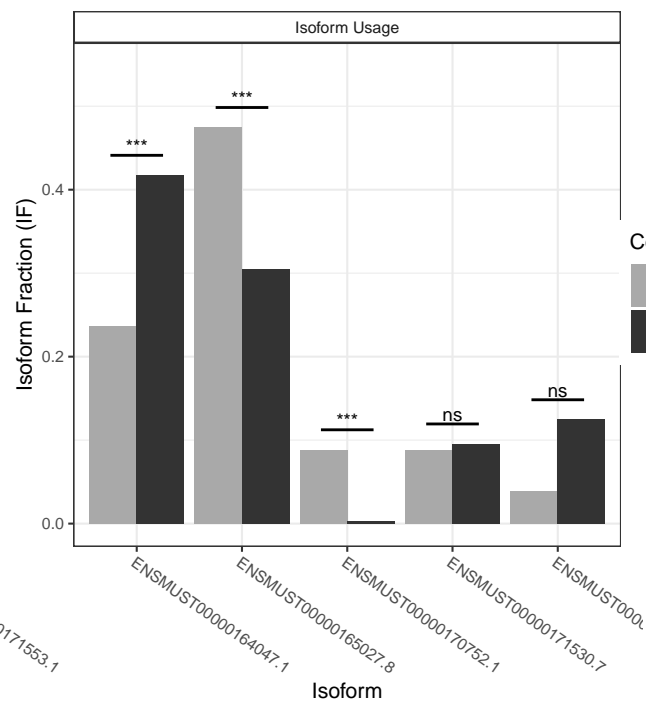 Isoform Usage
***
***
***
ns
ns
0.4
0.2
0.0
Isoform Fraction (IF)
ENSMUST00000164047.1
ENSMUST00000165027.8
ENSMUST00000170752.1
ENSMUST00000171530.7
Isoform